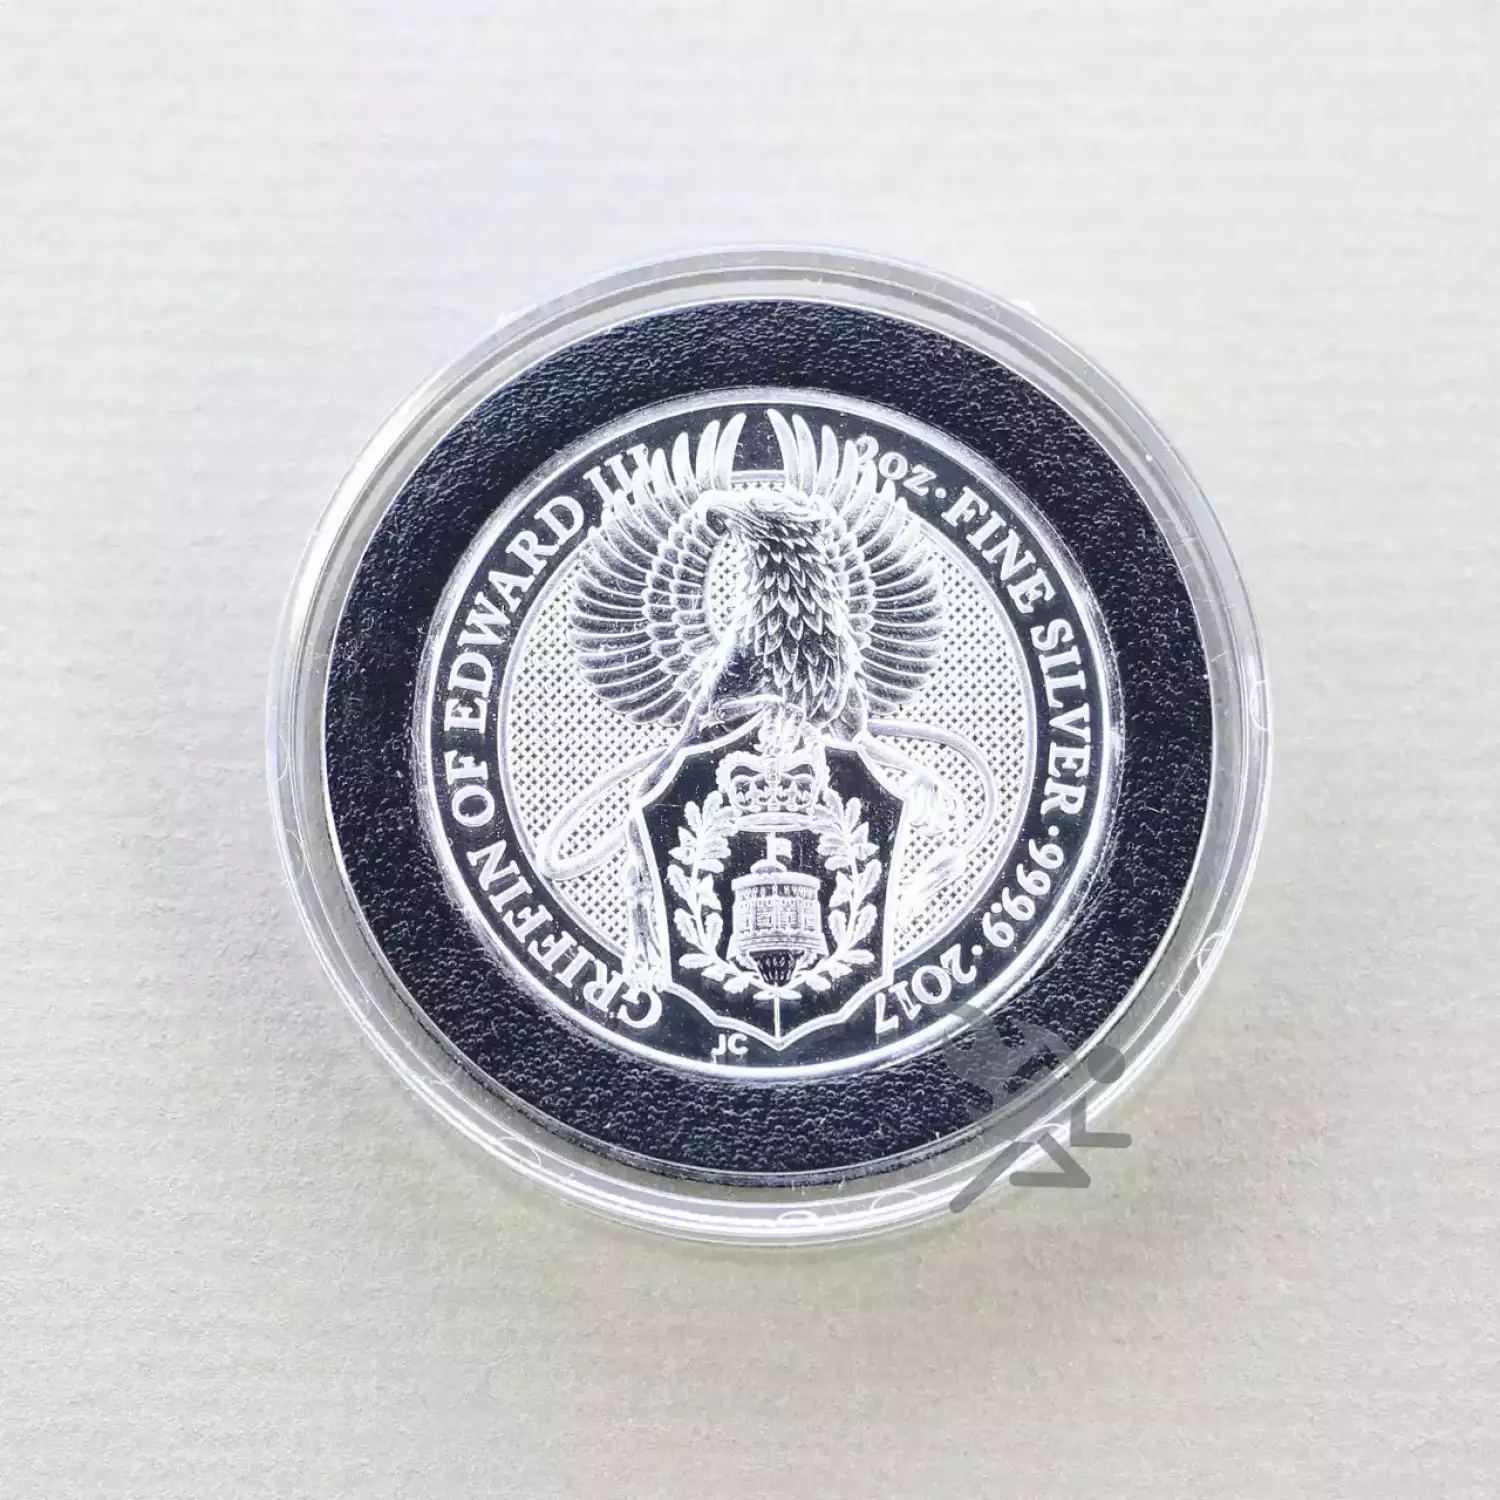 GRIFFIN OF EDWARD III
2OZ · FINE SILVER · 999.9 · 2017
JC